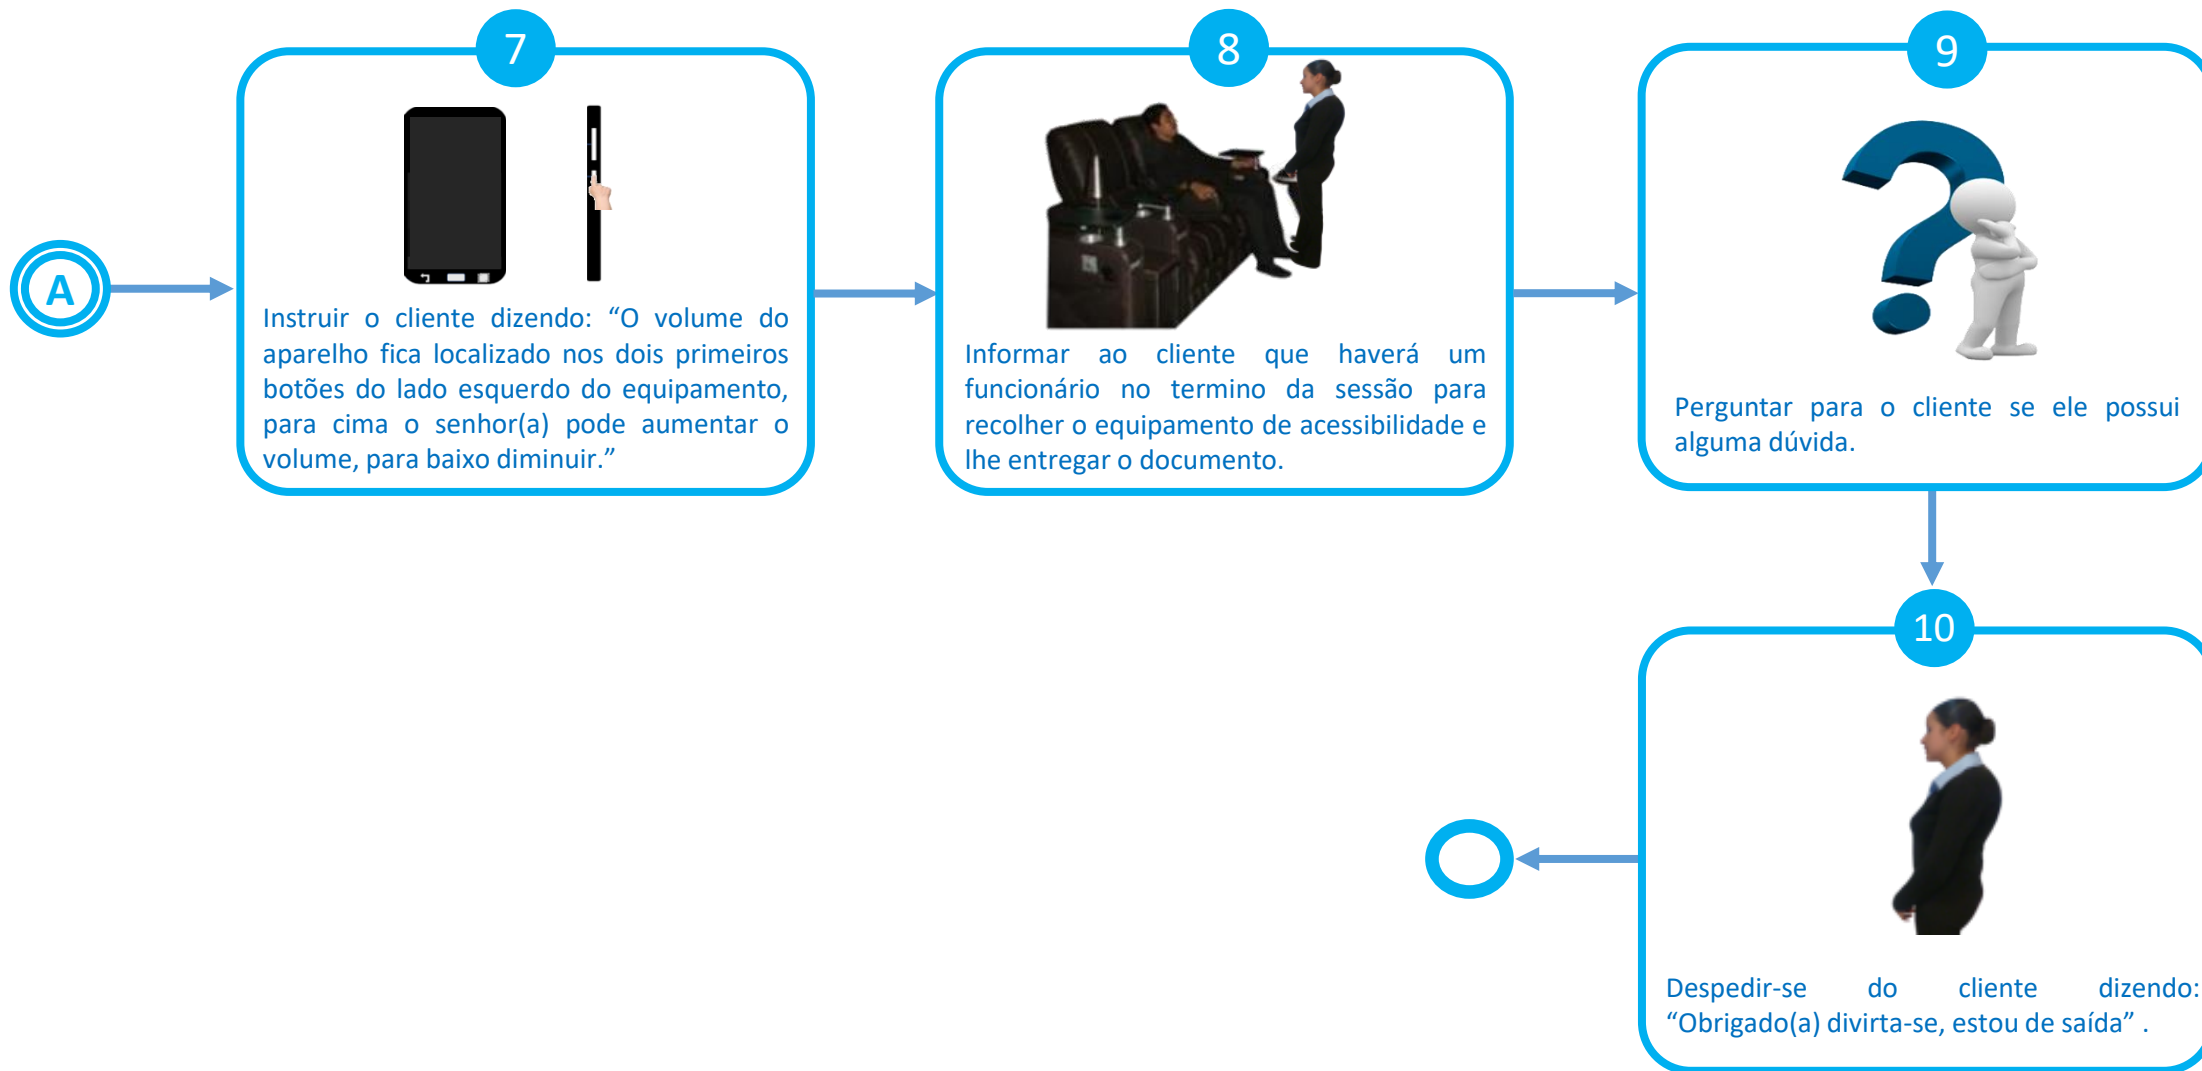 7
8
9
A
Instruir o cliente dizendo: “O volume do
aparelho fica localizado nos dois primeiros
botões do lado esquerdo do equipamento,
para cima o senhor(a) pode aumentar o
volume, para baixo diminuir.”
Informar ao cliente que haverá um
funcionário no termino da sessão para
recolher o equipamento de acessibilidade e
lhe entregar o documento.
Perguntar para o cliente se ele possui
alguma dúvida.
10
Despedir-se do cliente dizendo:
“Obrigado(a) divirta-se, estou de saída” .